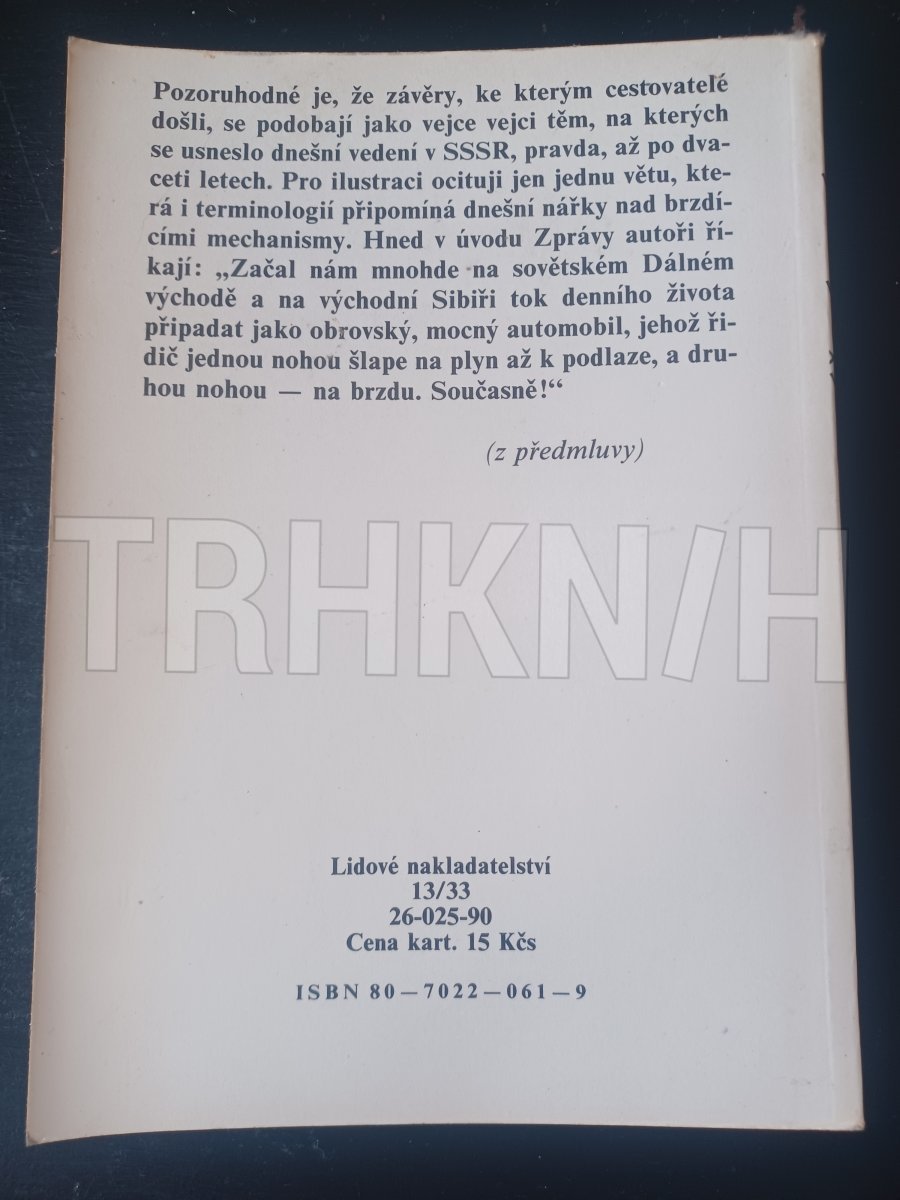 Pozoruhodné je, že závěry, ke kterým cestovatelé
došli, se podobají jako vejce vejci těm, na kterých
se usneslo dnešní vedení v SSSR, pravda, až po dva-
ceti letech. Pro ilustraci ocituji jen jednu větu, kte-
rá i terminologií připomíná dnešní nářky nad brzdí-
cími mechanismy. Hned v úvodu Zprávy autoři ří-
kají: „Začal nám mnohde na sovětském Dálném
východě a na východní Sibiři tok denního života
připadat jako obrovský, mocný automobil, jehož ři-
dič jednou nohou šlape na plyn až k podlaze, a dru-
hou nohou — na brzdu. Současně!“
(z předmluvy)
TRHKNIH
Lidové nakladatelství
13/33
26-025-90
Cena kart. 15 Kčs
ISBN 80—7022—061—9